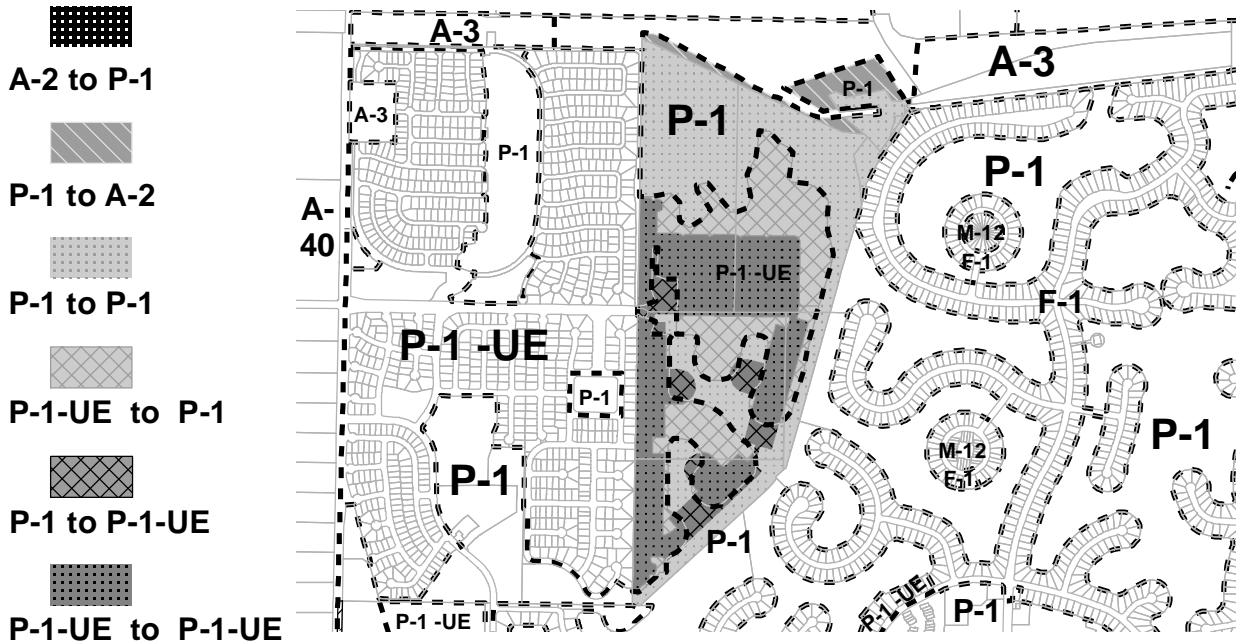 A-2 to P-1
P-1 to A-2
P-1 to P-1
P-1-UE to P-1
P-1 to P-1-UE
P-1-UE to P-1-UE
A-3
A-3
A-3
P-1
P-1
P-1
P-1
A-
40
M-12
F-1
P-1 -UE
F-1
P-1 -UE
P-1
P-1
M-12
F-1
P-1
P-1
P-1 -UE
P-1
P-1 -UE